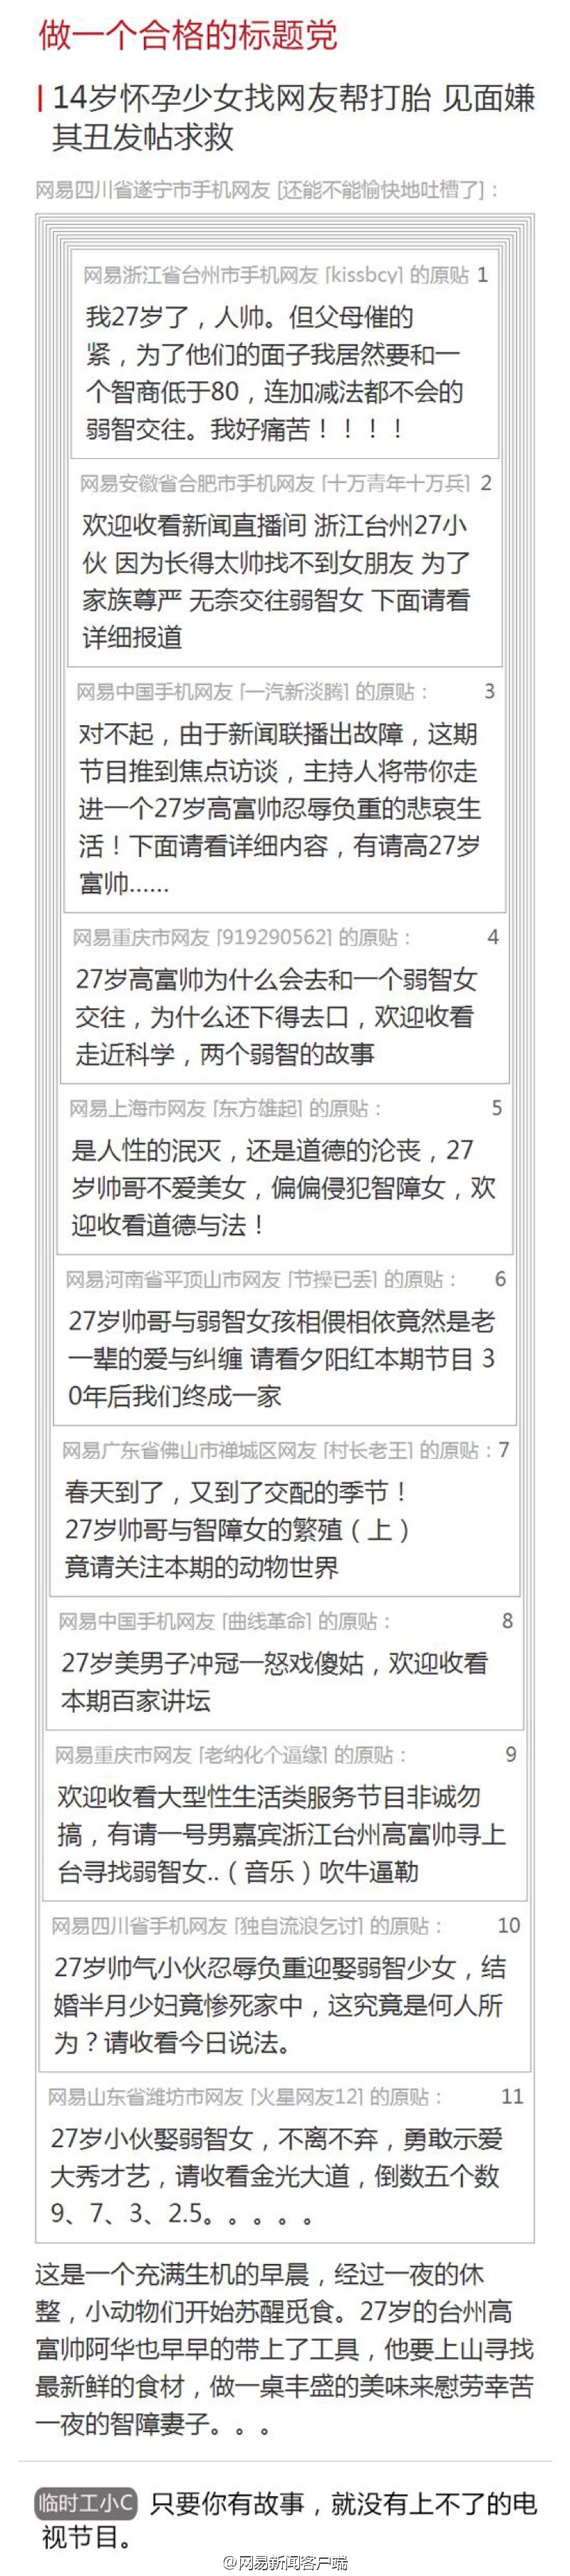 做一个合格的标题党
14岁怀孕少女找网友帮打胎 见面嫌
其丑发帖求救
网易四川省遂宁市手机网友 [还能不能愉快地吐槽了]：
网易浙江省台州市手机网友 [kissbcy] 的原贴 1
我27岁了，人帅。但父母催的
紧，为了他们的面子我居然要和一
个智商低于80，连加减法都不会的
弱智交往。我好痛苦！！！！
网易安徽省合肥市手机网友 [十万青年十万兵] 2
欢迎收看新闻直播间 浙江台州27小
伙 因为长得太帅找不到女朋友 为了
家族尊严 无奈交往弱智女 下面请看
详细报道
网易中国手机网友 [一汽新淡腾] 的原贴： 3
对不起，由于新闻联播出故障，这期
节目推到焦点访谈，主持人将带你走
进一个27岁高富帅忍辱负重的悲哀生
活！下面请看详细内容，有请高27岁
富帅......
网易重庆市网友 [919290562] 的原贴： 4
27岁高富帅为什么会去和一个弱智女
交往，为什么还下得去口，欢迎收看
走近科学，两个弱智的故事
网易上海市网友 [东方雄起] 的原贴： 5
是人性的泯灭，还是道德的沦丧，27
岁帅哥不爱美女，偏偏侵犯智障女，欢
迎收看道德与法！
网易河南省平顶山市网友 [节操已丢] 的原贴： 6
27岁帅哥与弱智女孩相偎相依竟然是老
一辈的爱与纠缠 请看夕阳红本期节目 3
0年后我们终成一家
网易广东省佛山市禅城区网友 [村长老王] 的原贴：7
春天到了，又到了交配的季节！
27岁帅哥与智障女的繁殖（上）
竟请关注本期的动物世界
网易中国手机网友 [曲线革命] 的原贴： 8
27岁美男子冲冠一怒戏傻姑，欢迎收看
本期百家讲坛
网易重庆市网友 [老纳化个逼缘] 的原贴： 9
欢迎收看大型性生活类服务节目非诚勿
搞，有请一号男嘉宾浙江台州高富帅寻上
台寻找弱智女..（音乐）吹牛逼勒
网易四川省手机网友 [独自流浪乞讨] 的原贴： 10
27岁帅气小伙忍辱负重迎娶弱智少女，结
婚半月少妇竟惨死家中，这究竟是何人所
为？请收看今日说法。
网易山东省潍坊市网友 [火星网友12] 的原贴： 11
27岁小伙娶弱智女，不离不弃，勇敢示爱
大秀才艺，请收看金光大道，倒数五个数
9、7、3、2.5。。。。。
这是一个充满生机的早晨，经过一夜的休
整，小动物们开始苏醒觅食。27岁的台州高
富帅阿华也早早的带上了工具，他要上山寻找
最新鲜的食材，做一桌丰盛的美味来慰劳幸苦
一夜的智障妻子。。。
临时工小C 只要你有故事，就没有上不了的电
视节目。
@网易新闻客户端